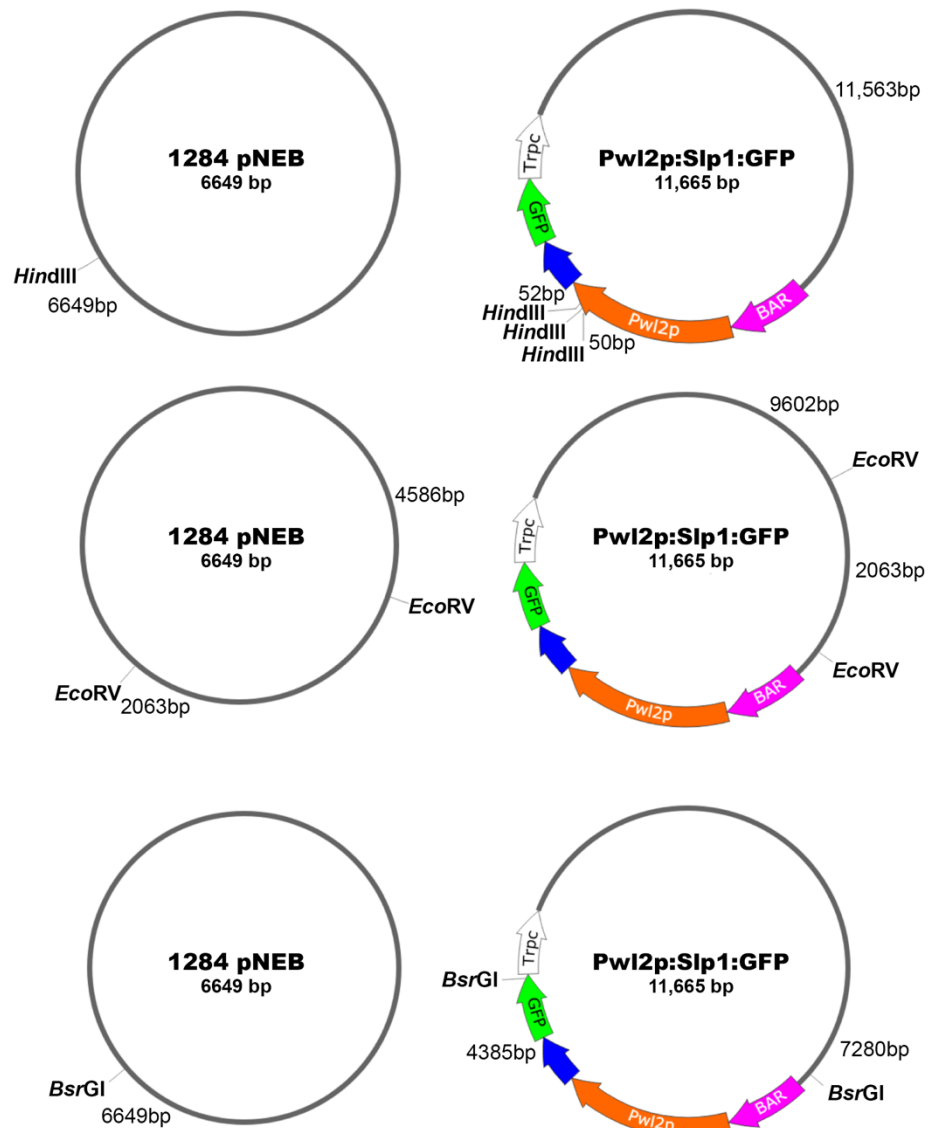 1284 pNEB
6649 bp
HindIII
6649bp
11,563bp
Pwl2p:Slp1:GFP
11,665 bp
Trpc
GFP
52bp
HindIII
HindIII
HindIII
50bp
Pwl2p
BAR
4586bp
1284 pNEB
6649 bp
EcoRV
EcoRV
2063bp
9602bp
EcoRV
Pwl2p:Slp1:GFP
11,665 bp
Trpc
GFP
2063bp
EcoRV
Pwl2p
BAR
1284 pNEB
6649 bp
BsrGI
6649bp
Pwl2p:Slp1:GFP
11,665 bp
Trpc
BsrGI
GFP
4385bp
7280bp
BsrGI
Pwl2p
BAR